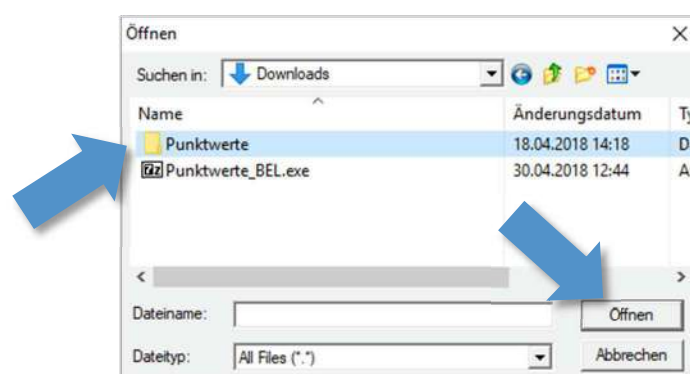 Öffnen
Suchen in: Downloads
Name Änderungsdatum Ty
Punktwerte 18.04.2018 14:18 D
Punktwerte_BEL.exe 30.04.2018 12:44 A
Dateiname: Öffnen
Dateityp: All Files (*.*) Abbrechen